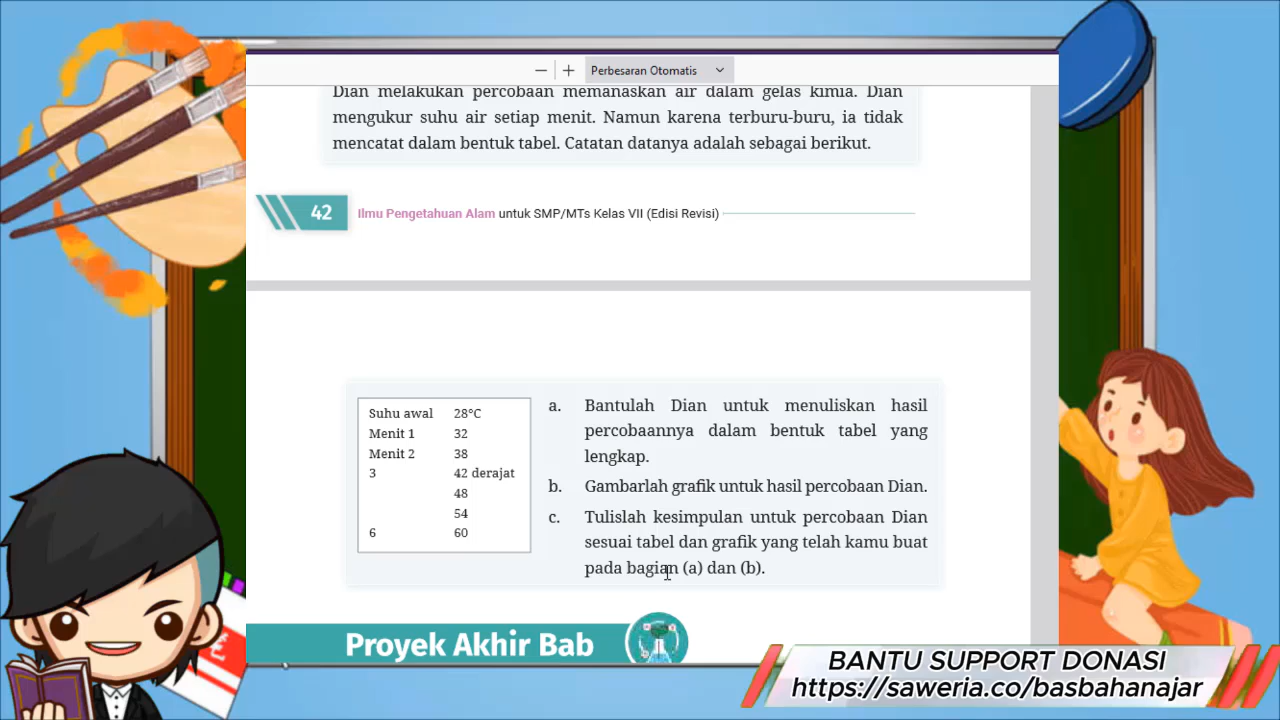 Perbesaran Otomatis
Dian melakukan percobaan memanaskan air dalam gelas kimia. Dian
mengukur suhu air setiap menit. Namun karena terburu-buru, ia tidak
mencatat dalam bentuk tabel. Catatan datanya adalah sebagai berikut.
42 Ilmu Pengetahuan Alam untuk SMP/MTs Kelas VII (Edisi Revisi)
Suhu awal 28°C
Menit 1 32
Menit 2 38
3 42 derajat
48
54
6 60
a. Bantulah Dian untuk menuliskan hasil
percobaannya dalam bentuk tabel yang
lengkap.
b. Gambarlah grafik untuk hasil percobaan Dian.
c. Tulislah kesimpulan untuk percobaan Dian
sesuai tabel dan grafik yang telah kamu buat
pada bagian (a) dan (b).
Proyek Akhir Bab
BANTU SUPPORT DONASI
https://saweria.co/basbahanajar